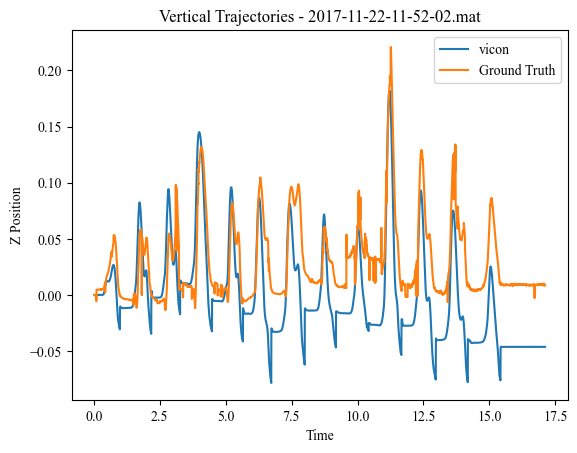 Vertical Trajectories - 2017-11-22-11-52-02.mat
vicon
Ground Truth
Z Position
0.20
0.15
0.10
0.05
0.00
−0.05
0.0 2.5 5.0 7.5 10.0 12.5 15.0 17.5
Time